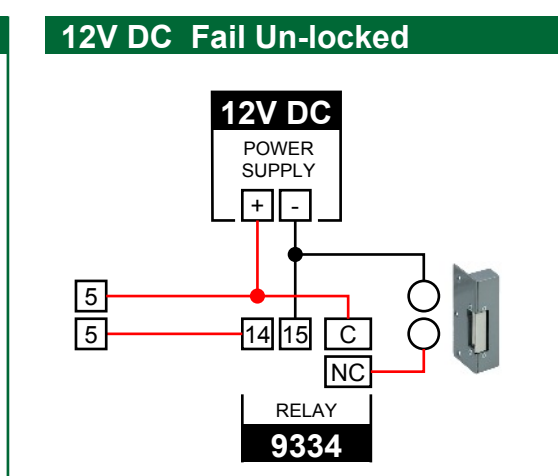 12V DC Fail Un-locked
12V DC
POWER
SUPPLY
+ -
5
5 14 15 C
NC
RELAY
9334